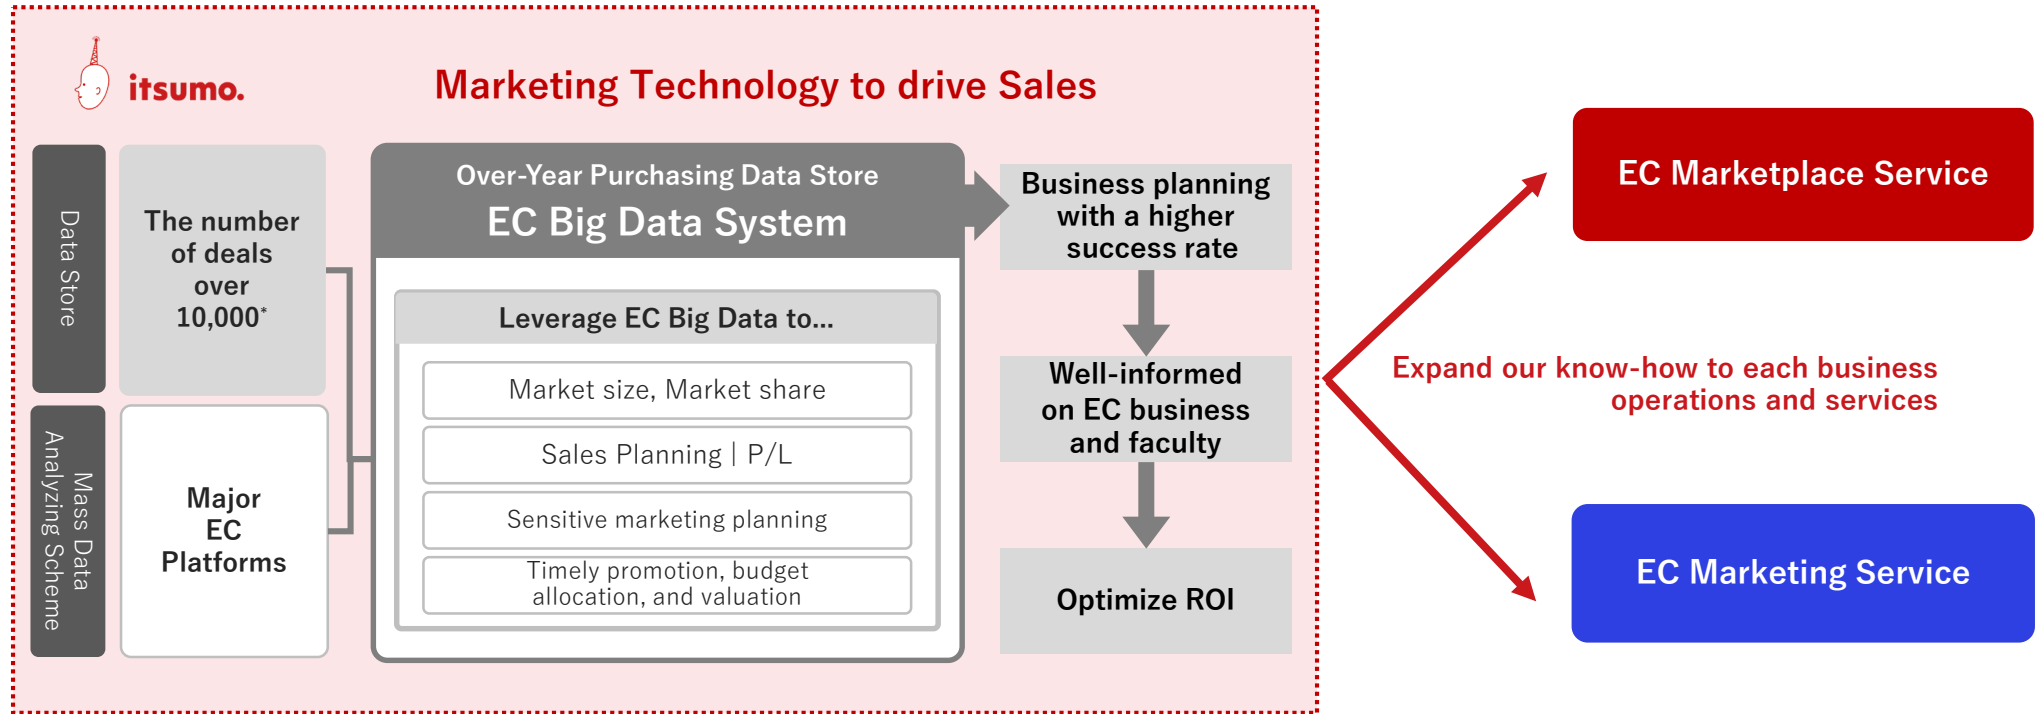 itsumo.
Marketing Technology to drive Sales
Data Store
The number
of deals
over
10,000*
Mass Data
Analyzing Scheme
Major
EC
Platforms
Over-Year Purchasing Data Store
EC Big Data System
Leverage EC Big Data to...
Market size, Market share
Sales Planning | P/L
Sensitive marketing planning
Timely promotion, budget
allocation, and valuation
Business planning
with a higher
success rate
Well-informed
on EC business
and faculty
Optimize ROI
Expand our know-how to each business
operations and services
EC Marketplace Service
EC Marketing Service